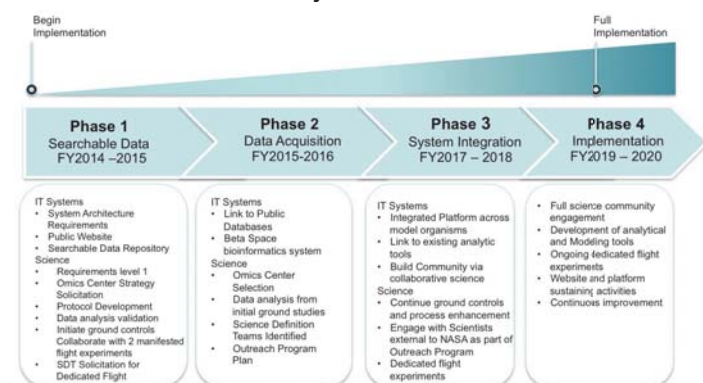 Begin
Implementation
Full
Implementation
Phase 1
Searchable Data
FY2014 –2015
Phase 2
Data Acquisition
FY2015-2016
Phase 3
System Integration
FY2017 – 2018
Phase 4
Implementation
FY2019 – 2020
IT Systems
• System Architecture
Requirements
• Public Website
• Searchable Data Repository
Science
• Requirements level 1
• Omics Center Strategy
Solicitation
• Protocol Development
• Data analysis validation
• Initiate ground controls
Collaborate with 2 manifested
flight experiments
• SDT Solicitation for
Dedicated Flight
IT Systems
• Link to Public
Databases
• Beta Space
bioinformatics system
Science
• Omics Center
Selection
• Data analysis from
initial ground studies
• Science Definition
Teams Identified
• Outreach Program
Plan
IT Systems
• Integrated Platform across
model organisms
• Link to existing analytic
tools
• Build Community via
collaborative science
Science
• Continue ground controls
and process enhancement
• Engage with Scientists
external to NASA as part of
Outreach Program
• Dedicated flight
experiments
• Full science community
engagement
• Development of analytical
and Modeling tools
• Ongoing dedicated flight
experiments
• Website and platform
sustaining activities
• Continuous improvement